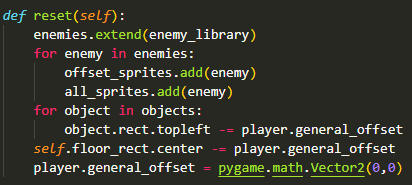 def reset(self):
    enemies.extend(enemy_library)
    for enemy in enemies:
        offset_sprites.add(enemy)
        all_sprites.add(enemy)
    for object in objects:
        object.rect.topleft -= player.general_offset
    self.floor_rect.center -= player.general_offset
    player.general_offset = pygame.math.Vector2(0,0)